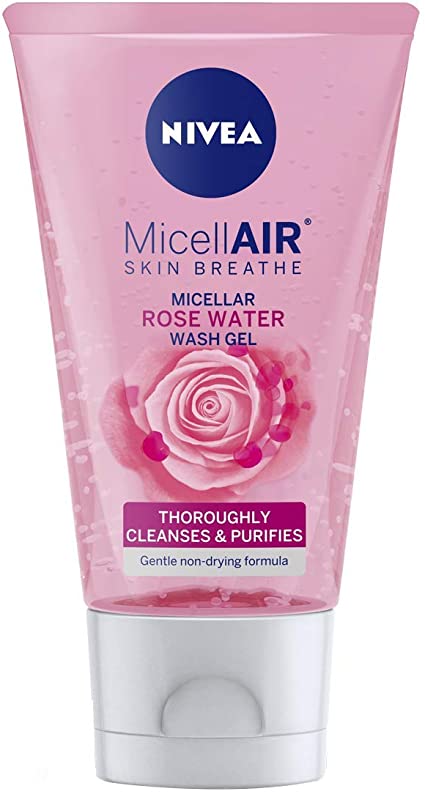 NIVEA
MicellAIR®
SKIN BREATHE
MICELLAR
ROSE WATER
WASH GEL
THOROUGHLY
CLEANSES & PURIFIES
Gentle non-drying formula